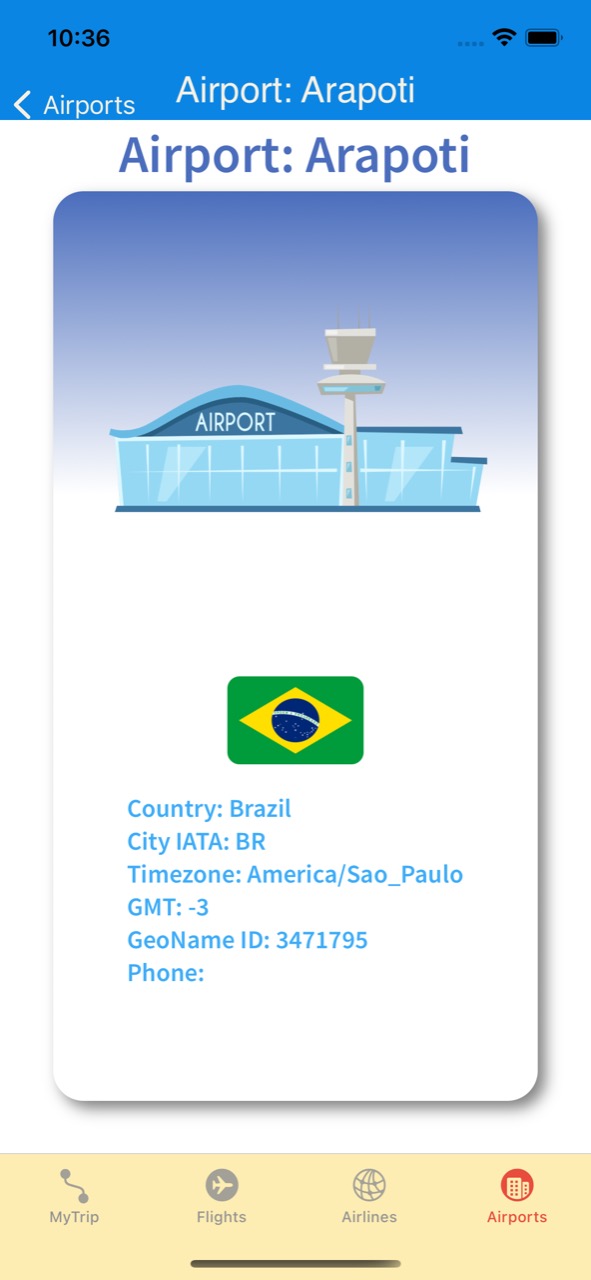 10:36
Airports
Airport: Arapoti
Airport: Arapoti
AIRPORT
Country: Brazil
City IATA: BR
Timezone: America/Sao_Paulo
GMT: -3
GeoName ID: 3471795
Phone:
MyTrip
Flights
Airlines
Airports